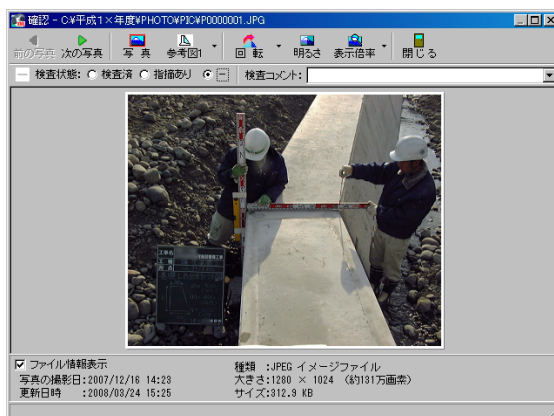 確認 - C:¥平成1×年度¥PHOTO¥PIC¥P0000001.JPG
前の写真 次の写真 写真 参考図1 回転 明るさ 表示倍率 閉じる
検査状態: 検査済 指摘あり - 検査コメント:
工事名
ファイル情報表示
写真の撮影日:2007/12/16 14:23
更新日時 :2008/03/24 15:25
種類 :JPEG イメージファイル
大きさ:1280 × 1024 (約131万画素)
サイズ:312.9 KB